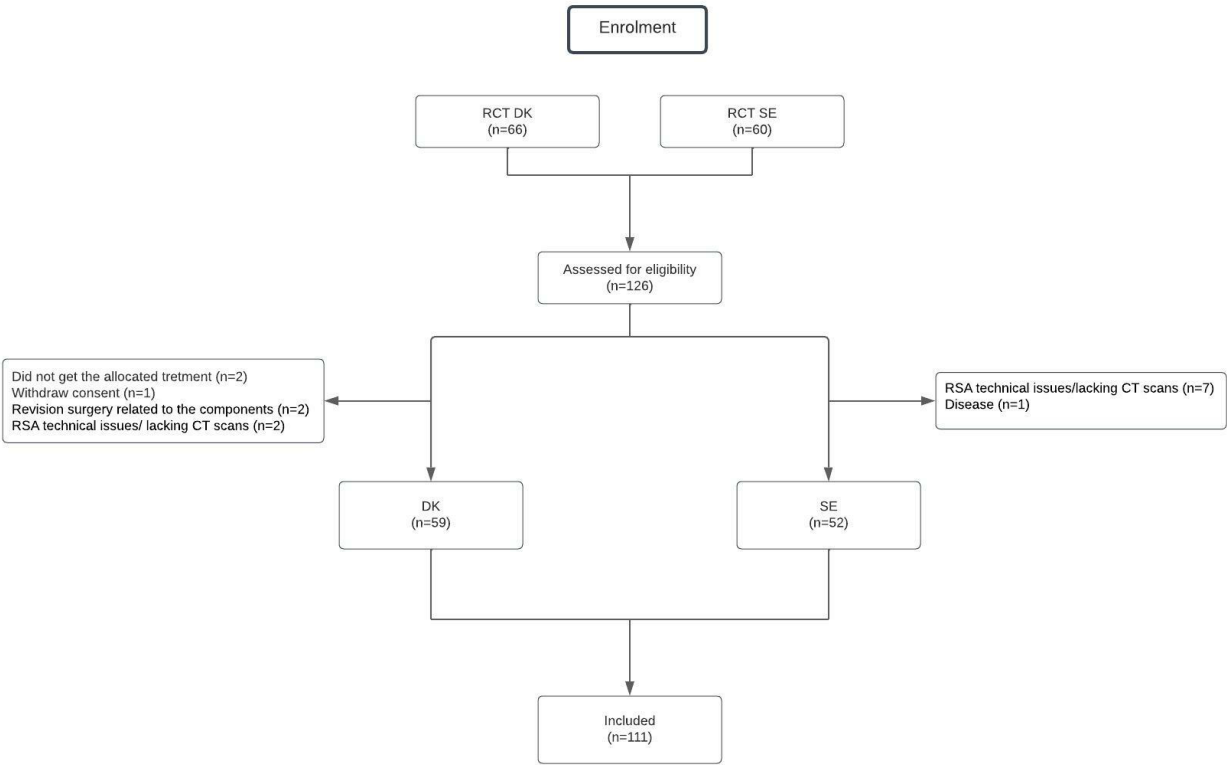 Enrolment
RCT DK
(n=66)
RCT SE
(n=60)
Assessed for eligibility
(n=126)
Did not get the allocated tretment (n=2)
Withdraw consent (n=1)
Revision surgery related to the components (n=2)
RSA technical issues/ lacking CT scans (n=2)
RSA technical issues/lacking CT scans (n=7)
Disease (n=1)
DK
(n=59)
SE
(n=52)
Included
(n=111)